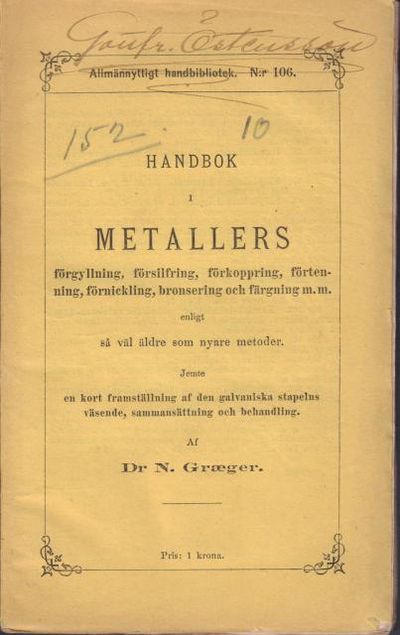 Allmännyttigt handbibliotek. N:r 106.
152. 10
HANDBOK
I
METALLERS
förgyllning, försilfring, förkoppring, förten-
ning, förnickling, bronsering och färgning m. m.
enligt
så väl äldre som nyare metoder.
Jemte
en kort framställning af den galvaniska stapelns
väsende, sammansättning och behandling.
Af
Dr N. Græger.
Pris: 1 krona.